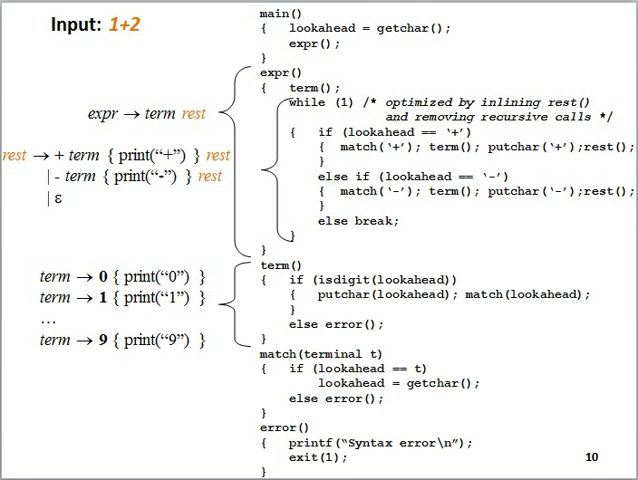 Input: 1+2
expr → term rest
rest → + term { print(“+”) } rest
| - term { print(“-”) } rest
| ε
term → 0 { print(“0”) }
term → 1 { print(“1”) }
...
term → 9 { print(“9”) }
main()
{ lookahead = getchar();
expr();
}
expr()
{ term();
while (1) /* optimized by inlining rest()
and removing recursive calls */
{ if (lookahead == ‘+’)
{ match(‘+’); term(); putchar(‘+’);rest();
}
else if (lookahead == ‘-’)
{ match(‘-’); term(); putchar(‘-’);rest();
}
else break;
}
}
term()
{ if (isdigit(lookahead))
{ putchar(lookahead); match(lookahead);
}
else error();
}
match(terminal t)
{ if (lookahead == t)
lookahead = getchar();
else error();
}
error()
{ printf(“Syntax error\n”);
exit(1);
}
10